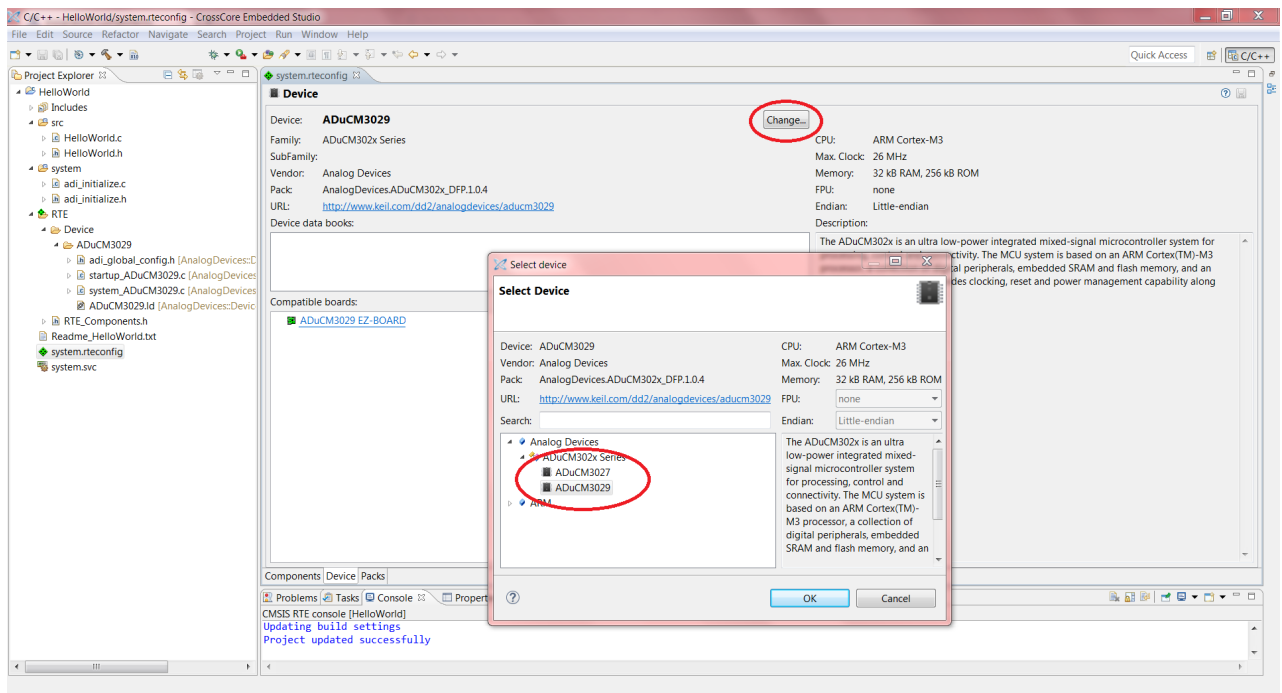 C/C++ - HelloWorld/system.rteconfig - CrossCore Embedded Studio
File Edit Source Refactor Navigate Search Project Run Window Help
Quick Access
C/C++
Project Explorer
HelloWorld
Includes
src
HelloWorld.c
HelloWorld.h
system
adi_initialize.c
adi_initialize.h
RTE
Device
ADuCM3029
adi_global_config.h [AnalogDevices::D
startup_ADuCM3029.c [AnalogDevices
system_ADuCM3029.c [AnalogDevices
ADuCM3029.ld [AnalogDevices::Devic
RTE_Components.h
Readme_HelloWorld.txt
system.rteconfig
system.svc
system.rteconfig
Device
Device: ADuCM3029
Change...
Family: ADuCM302x Series
CPU: ARM Cortex-M3
SubFamily:
Max. Clock: 26 MHz
Vendor: Analog Devices
Memory: 32 kB RAM, 256 kB ROM
Pack: AnalogDevices.ADuCM302x_DFP.1.0.4
FPU: none
URL: http://www.keil.com/dd2/analogdevices/aducm3029
Endian: Little-endian
Device data books:
Description:
The ADuCM302x is an ultra low-power integrated mixed-signal microcontroller system for
ctivity. The MCU system is based on an ARM Cortex(TM)-M3
tal peripherals, embedded SRAM and flash memory, and an
des clocking, reset and power management capability along
Compatible boards:
ADuCM3029 EZ-BOARD
Select device
Select Device
Device: ADuCM3029
CPU: ARM Cortex-M3
Vendor: Analog Devices
Max. Clock: 26 MHz
Pack: AnalogDevices.ADuCM302x_DFP.1.0.4
Memory: 32 kB RAM, 256 kB ROM
URL: http://www.keil.com/dd2/analogdevices/aducm3029
FPU: none
Search:
Endian: Little-endian
Analog Devices
ADuCM302x Series
ADuCM3027
ADuCM3029
ARM
The ADuCM302x is an ultra
low-power integrated mixed-
signal microcontroller system
for processing, control and
connectivity. The MCU system is
based on an ARM Cortex(TM)-
M3 processor, a collection of
digital peripherals, embedded
SRAM and flash memory, and an
OK
Cancel
Components Device Packs
Problems Tasks Console Propert
CMSIS RTE console [HelloWorld]
Updating build settings
Project updated successfully